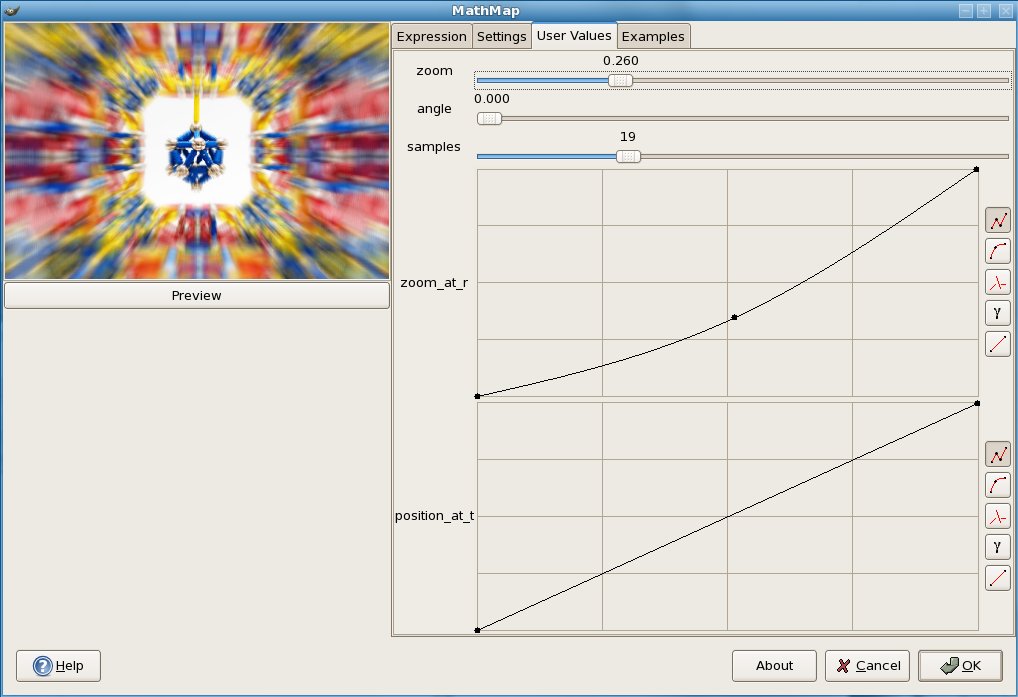 MathMap
Expression Settings User Values Examples
zoom 0.260
angle 0.000
samples 19
Preview
zoom_at_r
γ
position_at_t
γ
Help About Cancel OK